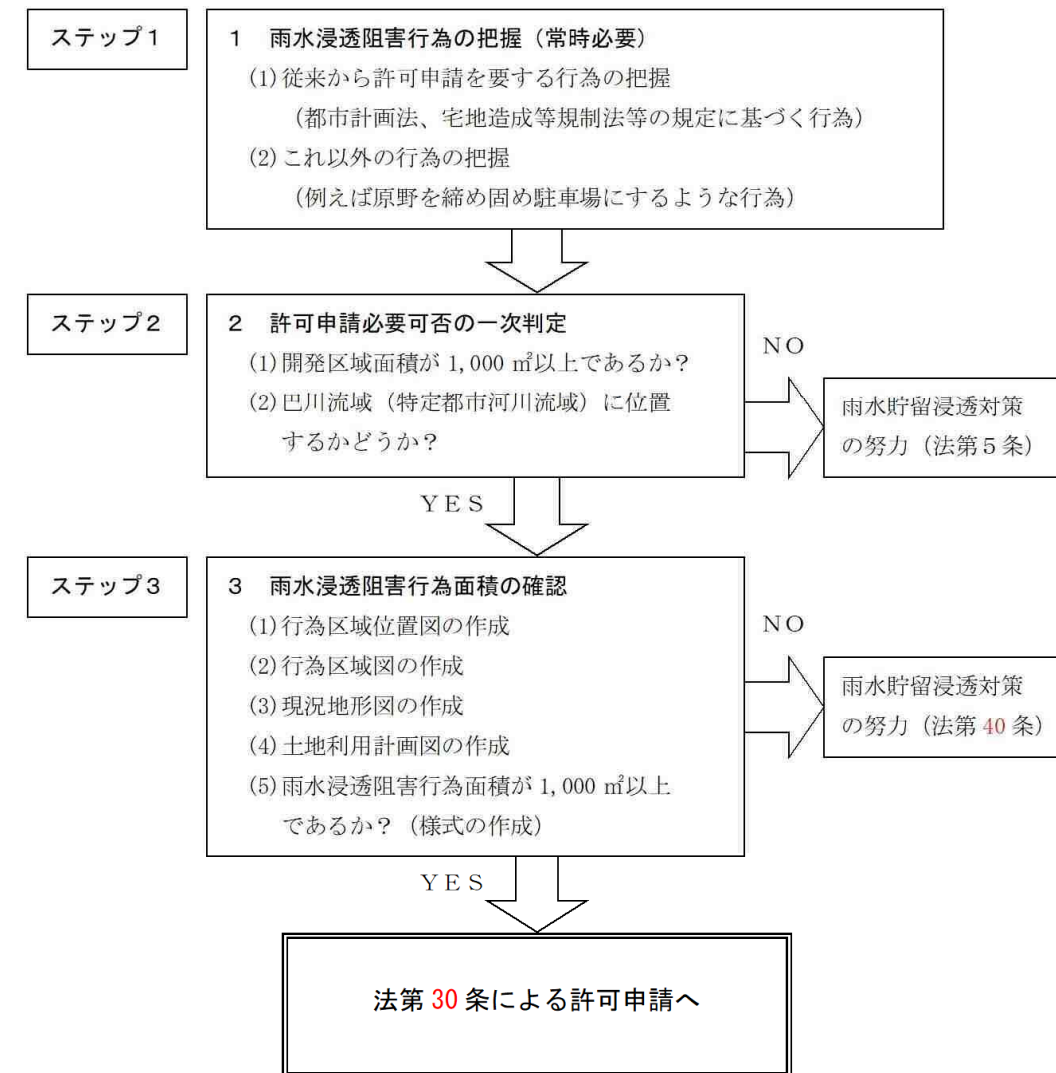 ステップ1
1 雨水浸透阻害行為の把握（常時必要）
(1)従来から許可申請を要する行為の把握
（都市計画法、宅地造成等規制法等の規定に基づく行為）
(2)これ以外の行為の把握
（例えば原野を締め固め駐車場にするような行為）
ステップ2
2 許可申請必要可否の一次判定
(1)開発区域面積が 1,000 ㎡以上であるか？
(2)巴川流域（特定都市河川流域）に位置
するかどうか？
NO
雨水貯留浸透対策
の努力（法第５条）
YES
ステップ3
3 雨水浸透阻害行為面積の確認
(1)行為区域位置図の作成
(2)行為区域図の作成
(3)現況地形図の作成
(4)土地利用計画図の作成
(5)雨水浸透阻害行為面積が 1,000 ㎡以上
であるか？（様式の作成）
NO
雨水貯留浸透対策
の努力（法第 40 条）
YES
法第 30 条による許可申請へ